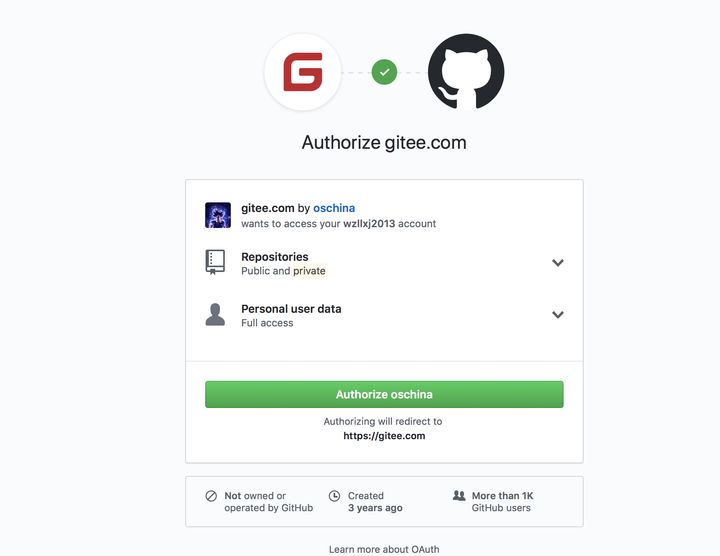 Authorize gitee.com
gitee.com by oschina
wants to access your wzllxj2013 account
Repositories
Public and private
Personal user data
Full access
Authorize oschina
Authorizing will redirect to
https://gitee.com
Not owned or
operated by GitHub
Created
3 years ago
More than 1K
GitHub users
Learn more about OAuth